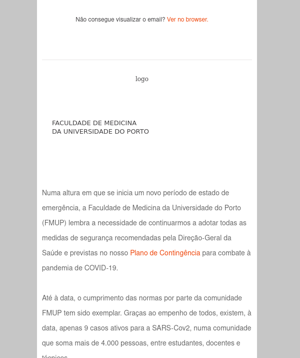 Não consegue visualizar o email? Ver no browser.
logo
FACULDADE DE MEDICINA
DA UNIVERSIDADE DO PORTO
Numa altura em que se inicia um novo período de estado de
emergência, a Faculdade de Medicina da Universidade do Porto
(FMUP) lembra a necessidade de continuarmos a adotar todas as
medidas de segurança recomendadas pela Direção-Geral da
Saúde e previstas no nosso Plano de Contingência para combate à
pandemia de COVID-19.
Até à data, o cumprimento das normas por parte da comunidade
FMUP tem sido exemplar. Graças ao empenho de todos, existem, à
data, apenas 9 casos ativos para a SARS-Cov2, numa comunidade
que soma mais de 4.000 pessoas, entre estudantes, docentes e